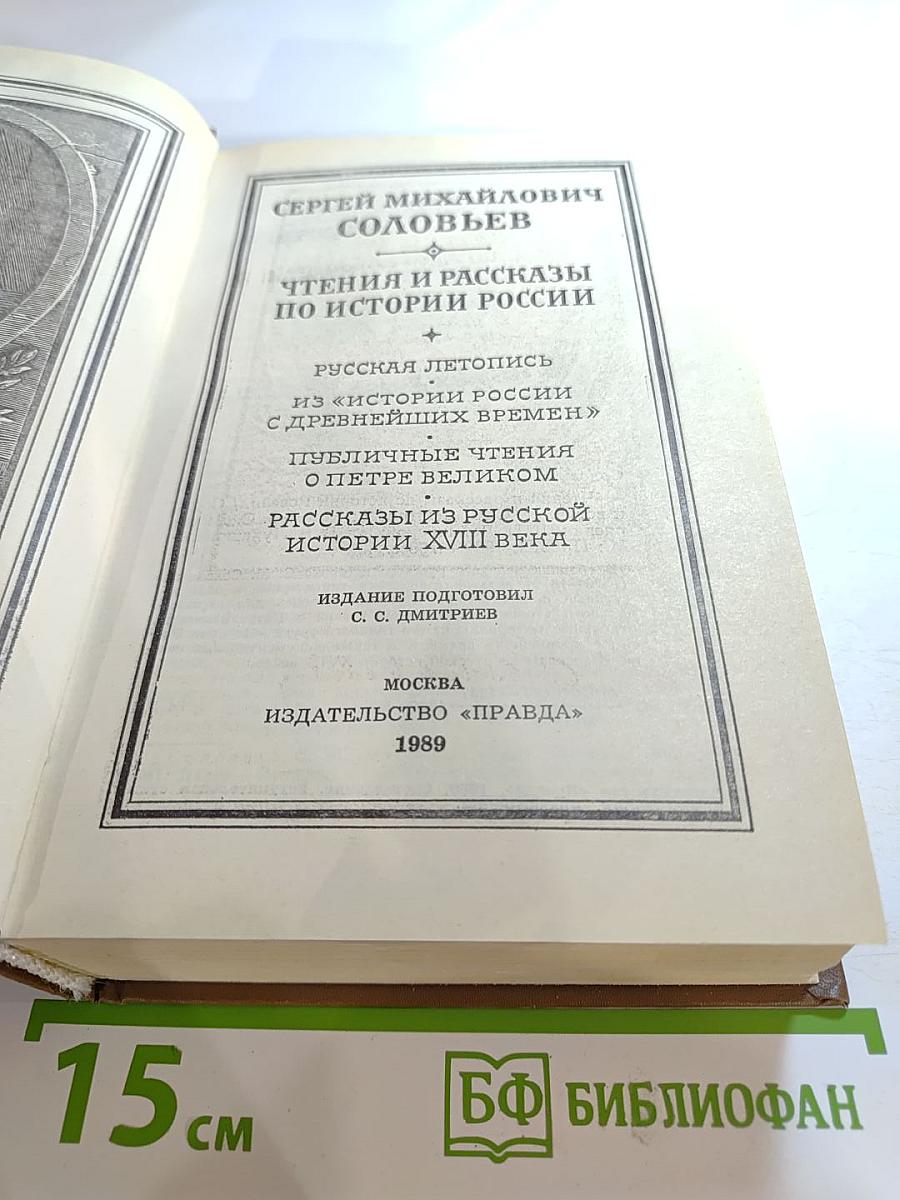 СЕРГЕЙ МИХАЙЛОВИЧ
СОЛОВЬЕВ
ЧТЕНИЯ И РАССКАЗЫ
ПО ИСТОРИИ РОССИИ
РУССКАЯ ЛЕТОПИСЬ
ИЗ «ИСТОРИИ РОССИИ
С ДРЕВНЕЙШИХ ВРЕМЕН»
ПУБЛИЧНЫЕ ЧТЕНИЯ
О ПЕТРЕ ВЕЛИКОМ
РАССКАЗЫ ИЗ РУССКОЙ
ИСТОРИИ XVIII ВЕКА
ИЗДАНИЕ ПОДГОТОВИЛ
С. С. ДМИТРИЕВ
МОСКВА
ИЗДАТЕЛЬСТВО «ПРАВДА»
1989
15 см
БФ БИБЛИОФАН